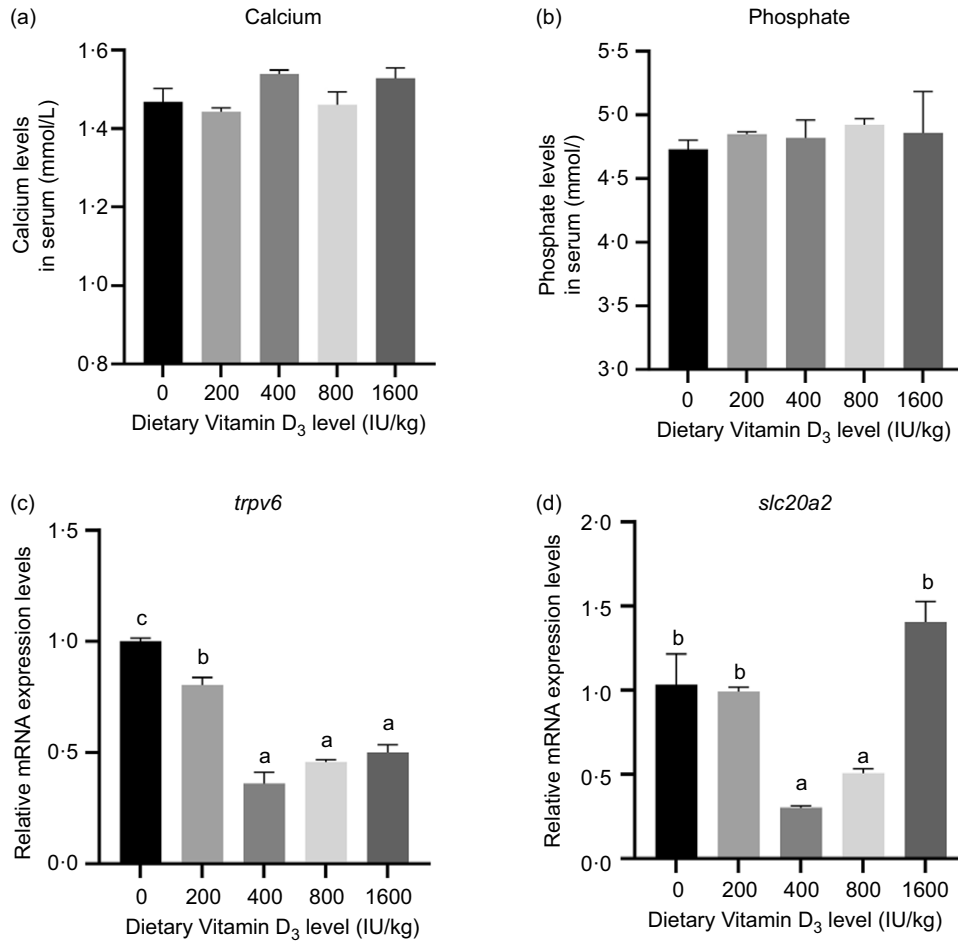 (a) Calcium
Calcium levels
in serum (mmol/L)
1·6
1·4
1·2
1·0
0·8
0 200 400 800 1600
Dietary Vitamin D3 level (IU/kg)
(b) Phosphate
Phosphate levels
in serum (mmol/)
5·5
5·0
4·5
4·0
3·5
3·0
0 200 400 800 1600
Dietary Vitamin D3 level (IU/kg)
(c) trpv6
Relative mRNA expression levels
1·5
1·0
0·5
0·0
c b a a a
0 200 400 800 1600
Dietary Vitamin D3 level (IU/kg)
(d) slc20a2
Relative mRNA expression levels
2·0
1·5
1·0
0·5
0·0
b b a a b
0 200 400 800 1600
Dietary Vitamin D3 level (IU/kg)